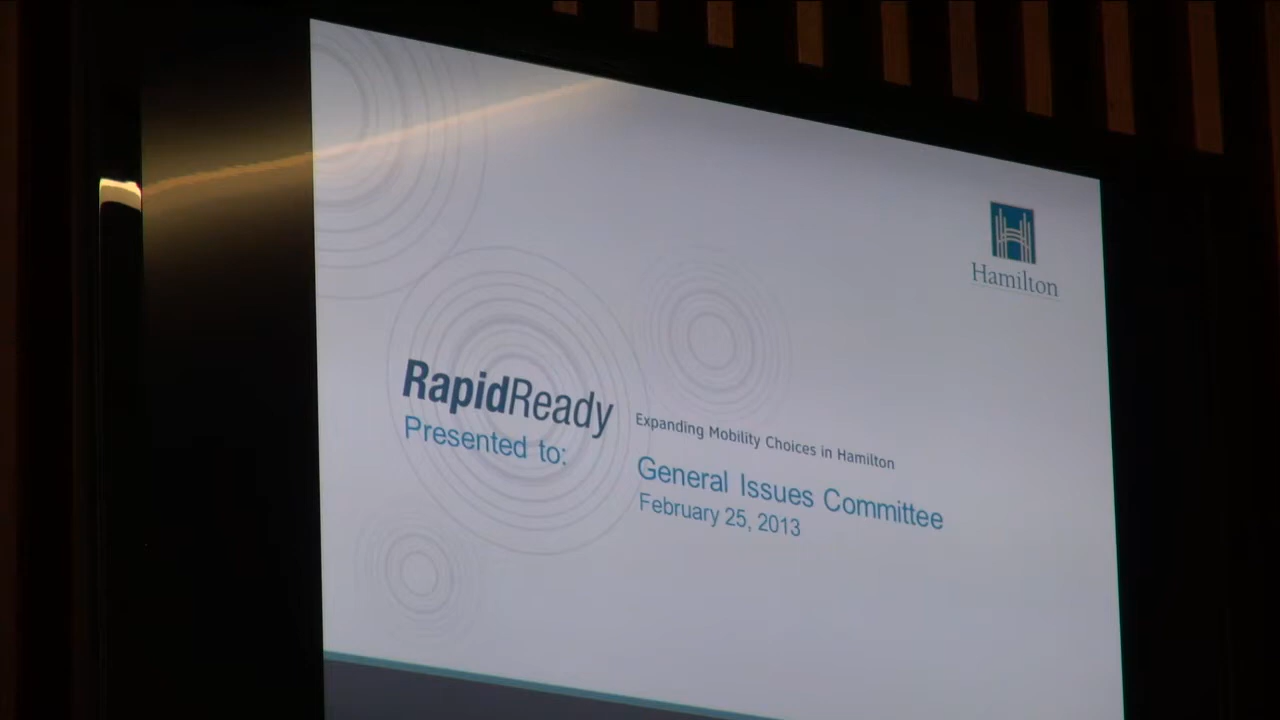 Hamilton
RapidReady
Expanding Mobility Choices in Hamilton
Presented to:
General Issues Committee
February 25, 2013